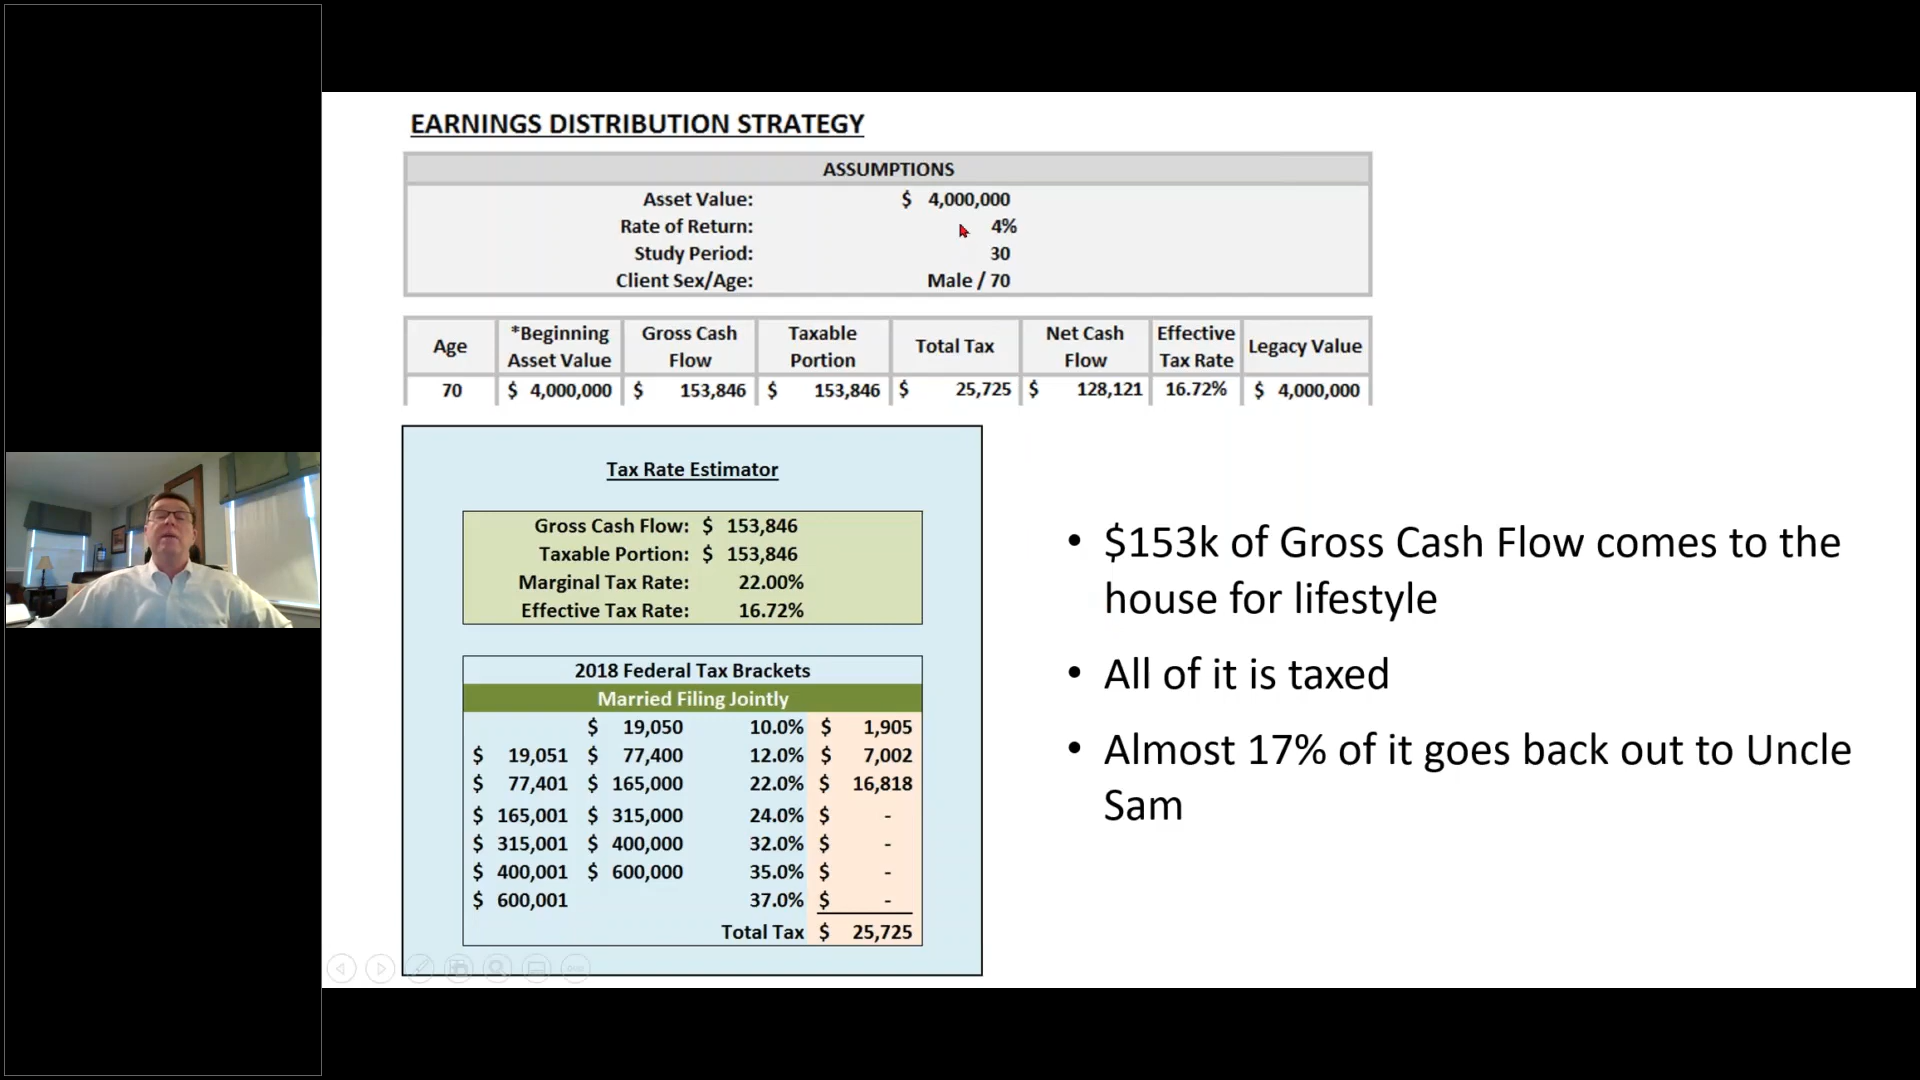 EARNINGS DISTRIBUTION STRATEGY
ASSUMPTIONS
Asset Value: $ 4,000,000
Rate of Return: 4%
Study Period: 30
Client Sex/Age: Male / 70
Age *Beginning Asset Value Gross Cash Flow Taxable Portion Total Tax Net Cash Flow Effective Tax Rate Legacy Value
70 $ 4,000,000 $ 153,846 $ 153,846 $ 25,725 $ 128,121 16.72% $ 4,000,000
Tax Rate Estimator
Gross Cash Flow: $ 153,846
Taxable Portion: $ 153,846
Marginal Tax Rate: 22.00%
Effective Tax Rate: 16.72%
2018 Federal Tax Brackets
Married Filing Jointly
$ 19,050 10.0% $ 1,905
$ 19,051 $ 77,400 12.0% $ 7,002
$ 77,401 $ 165,000 22.0% $ 16,818
$ 165,001 $ 315,000 24.0% $ -
$ 315,001 $ 400,000 32.0% $ -
$ 400,001 $ 600,000 35.0% $ -
$ 600,001 37.0% $ -
Total Tax $ 25,725
• $153k of Gross Cash Flow comes to the
house for lifestyle
• All of it is taxed
• Almost 17% of it goes back out to Uncle
Sam